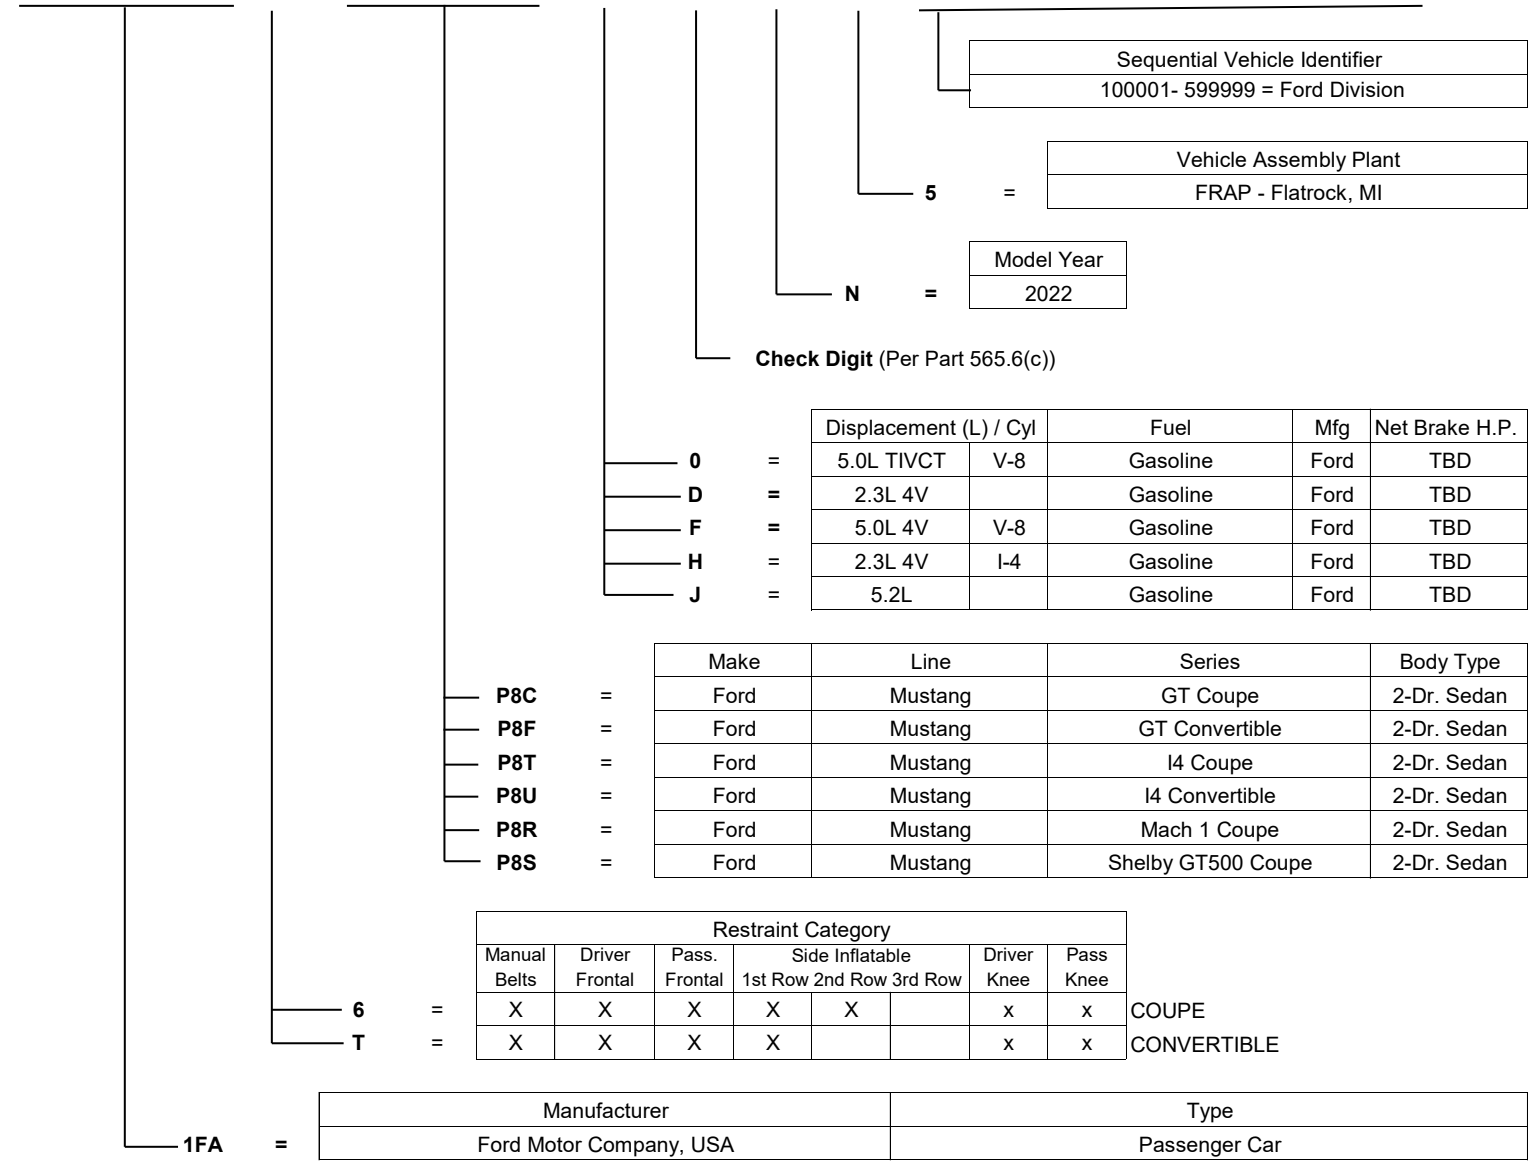 Sequential Vehicle Identifier
100001- 599999 = Ford Division
Vehicle Assembly Plant
5 = FRAP - Flatrock, MI
Model Year
N = 2022
Check Digit (Per Part 565.6(c))
Displacement (L) / Cyl Fuel Mfg Net Brake H.P.
0 = 5.0L TIVCT V-8 Gasoline Ford TBD
D = 2.3L 4V Gasoline Ford TBD
F = 5.0L 4V V-8 Gasoline Ford TBD
H = 2.3L 4V I-4 Gasoline Ford TBD
J = 5.2L Gasoline Ford TBD
Make Line Series Body Type
P8C = Ford Mustang GT Coupe 2-Dr. Sedan
P8F = Ford Mustang GT Convertible 2-Dr. Sedan
P8T = Ford Mustang I4 Coupe 2-Dr. Sedan
P8U = Ford Mustang I4 Convertible 2-Dr. Sedan
P8R = Ford Mustang Mach 1 Coupe 2-Dr. Sedan
P8S = Ford Mustang Shelby GT500 Coupe 2-Dr. Sedan
Restraint Category
Manual Driver Pass. Side Inflatable Driver Pass
Belts Frontal Frontal 1st Row 2nd Row 3rd Row Knee Knee
6 = X X X X X x x COUPE
T = X X X X x x CONVERTIBLE
Manufacturer Type
1FA = Ford Motor Company, USA Passenger Car